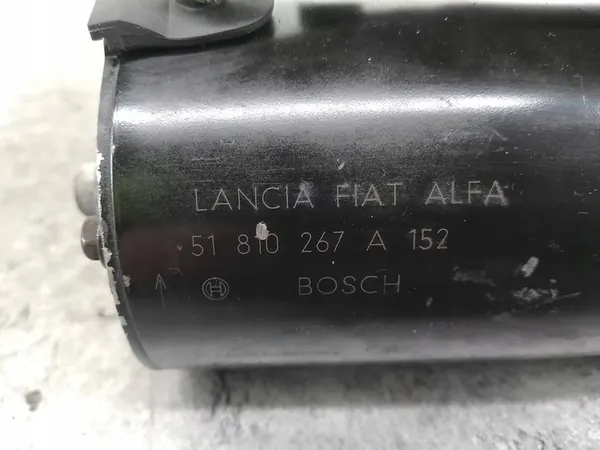 LANCIA FIAT ALFA
51 810 267 A 152
BOSCH